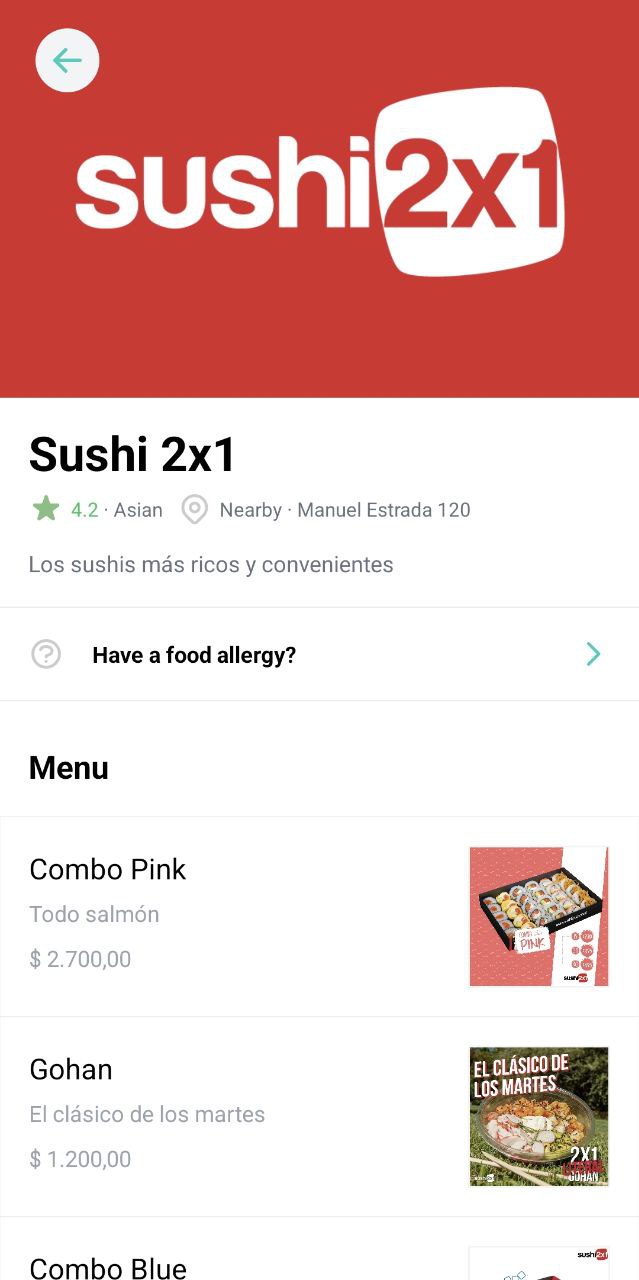 sushi2x1
Sushi 2x1
4.2 · Asian Nearby · Manuel Estrada 120
Los sushis más ricos y convenientes
Have a food allergy?
Menu
Combo Pink
Todo salmón
$ 2.700,00
PINK
sushi2x1
Gohan
El clásico de los martes
$ 1.200,00
EL CLÁSICO DE
LOS MARTES
2X1
GOHAN
Combo Blue
sushi2x1